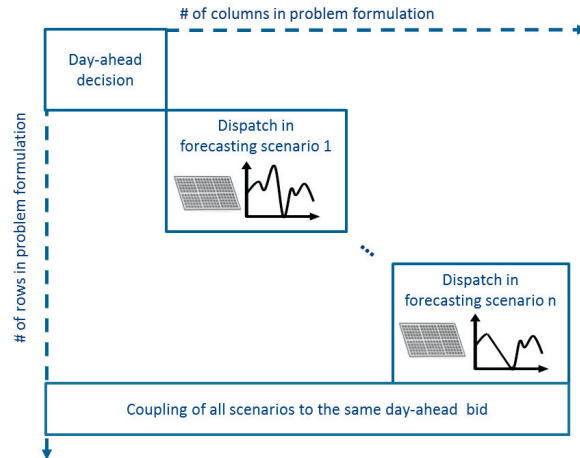 # of columns in problem formulation
Day-ahead
decision
# of rows in problem formulation
Dispatch in
forecasting scenario 1
...
Dispatch in
forecasting scenario n
Coupling of all scenarios to the same day-ahead bid